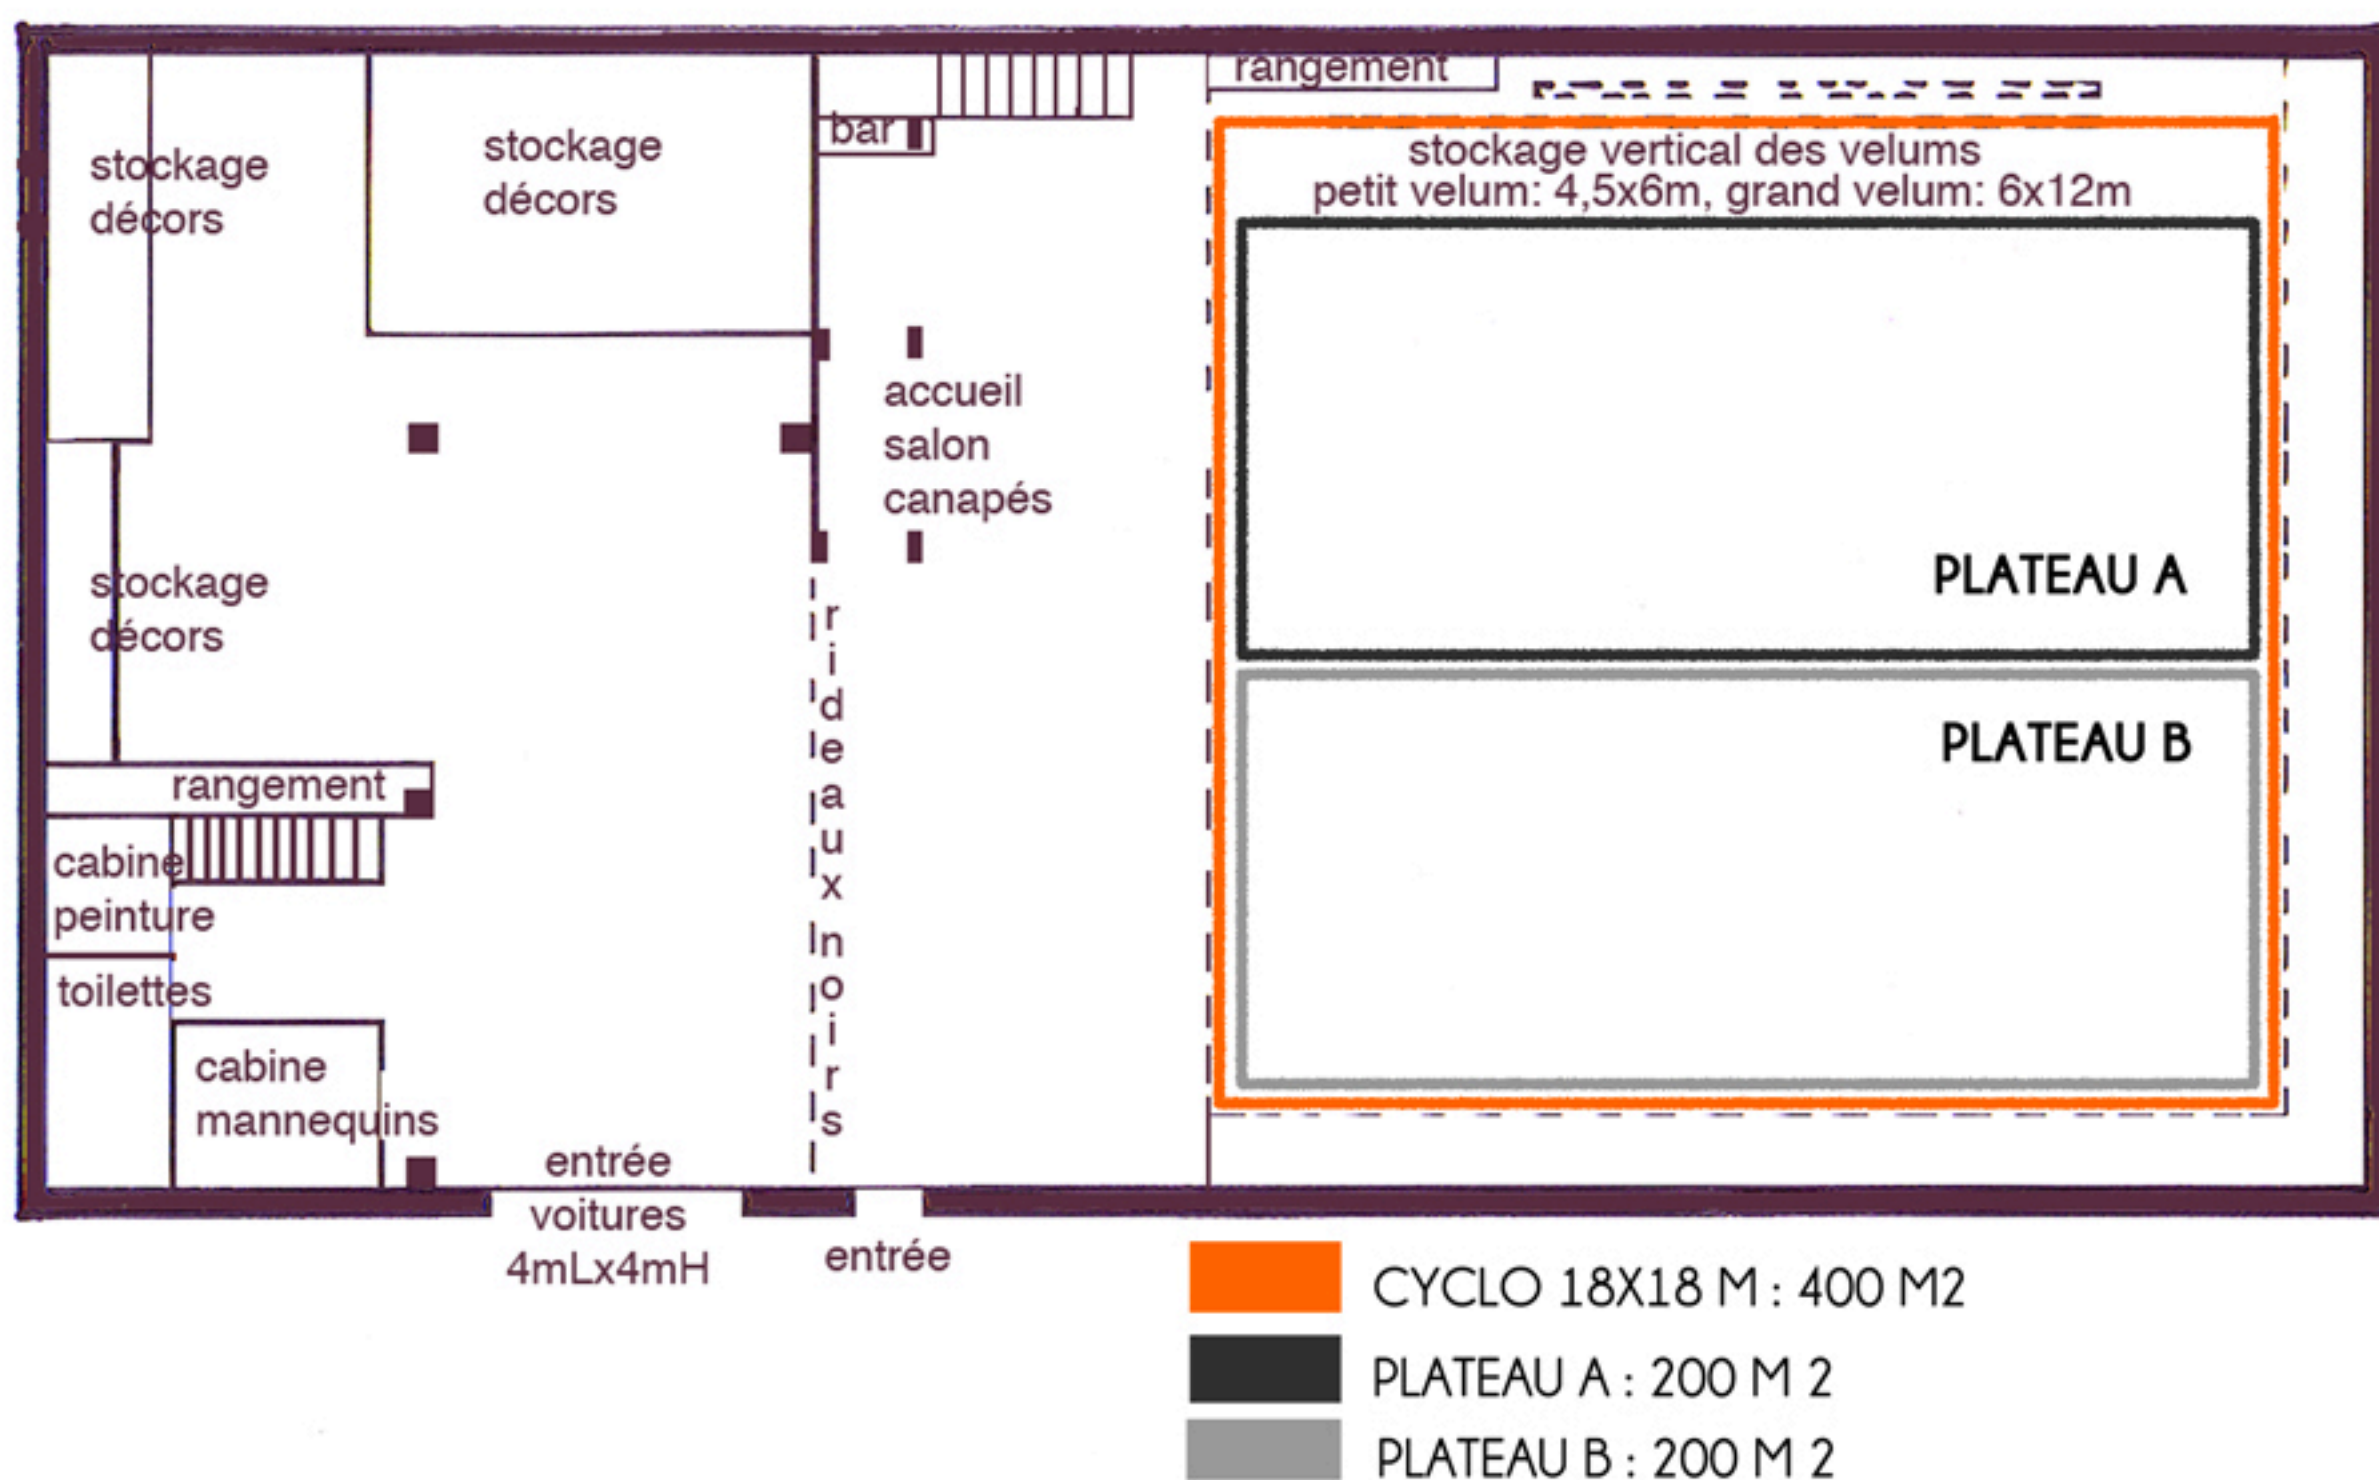 rangement
stockage
décors
stockage
décors
bar
stockage vertical des velums
petit velum: 4,5x6m, grand velum: 6x12m
accueil
salon
canapés
PLATEAU A
stockage
décors
rideaux noirs
PLATEAU B
rangement
cabine
peinture
toilettes
cabine
mannequins
entrée
voitures
4mLx4mH
entrée
CYCLO 18X18 M : 400 M2
PLATEAU A : 200 M 2
PLATEAU B : 200 M 2